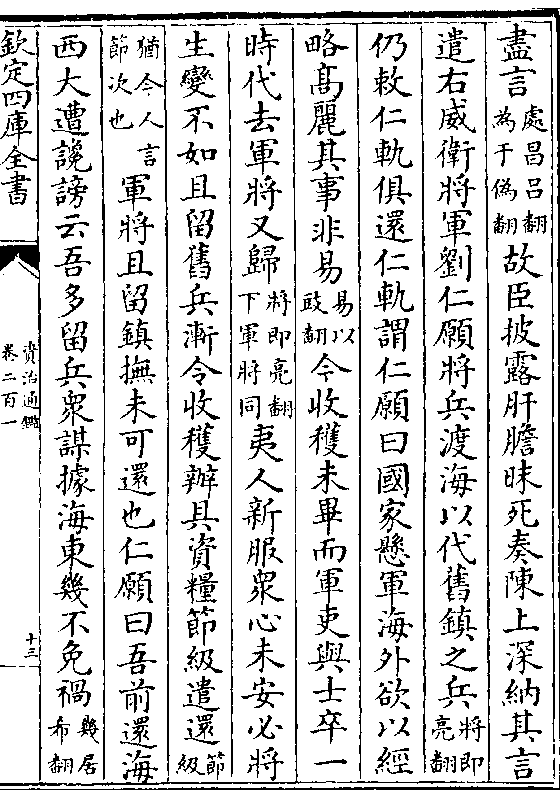 盡言處昌呂翻為于偽翻故臣披露肝膽昧死奏陳上深納其言
遣右威衛將軍劉仁願將兵渡海以代舊鎮之兵將即亮翻
仍敕仁軌俱還仁軌謂仁願曰國家懸軍海外欲以經
略髙麗其事非易易以豉翻今收穫未畢而軍吏與士卒一
時代去軍將又歸將即亮翻下軍將同夷人新服衆心未安必將
生變不如且留舊兵漸令收穫辦具資糧節級遣還節級
猶今人言節次也軍將且留鎮撫未可還也仁願曰吾前還海
西大遭讒謗云吾多留兵衆謀據海東幾不免禍幾居希翻
欽定四庫全書
資治通鑑
卷二百一
十三